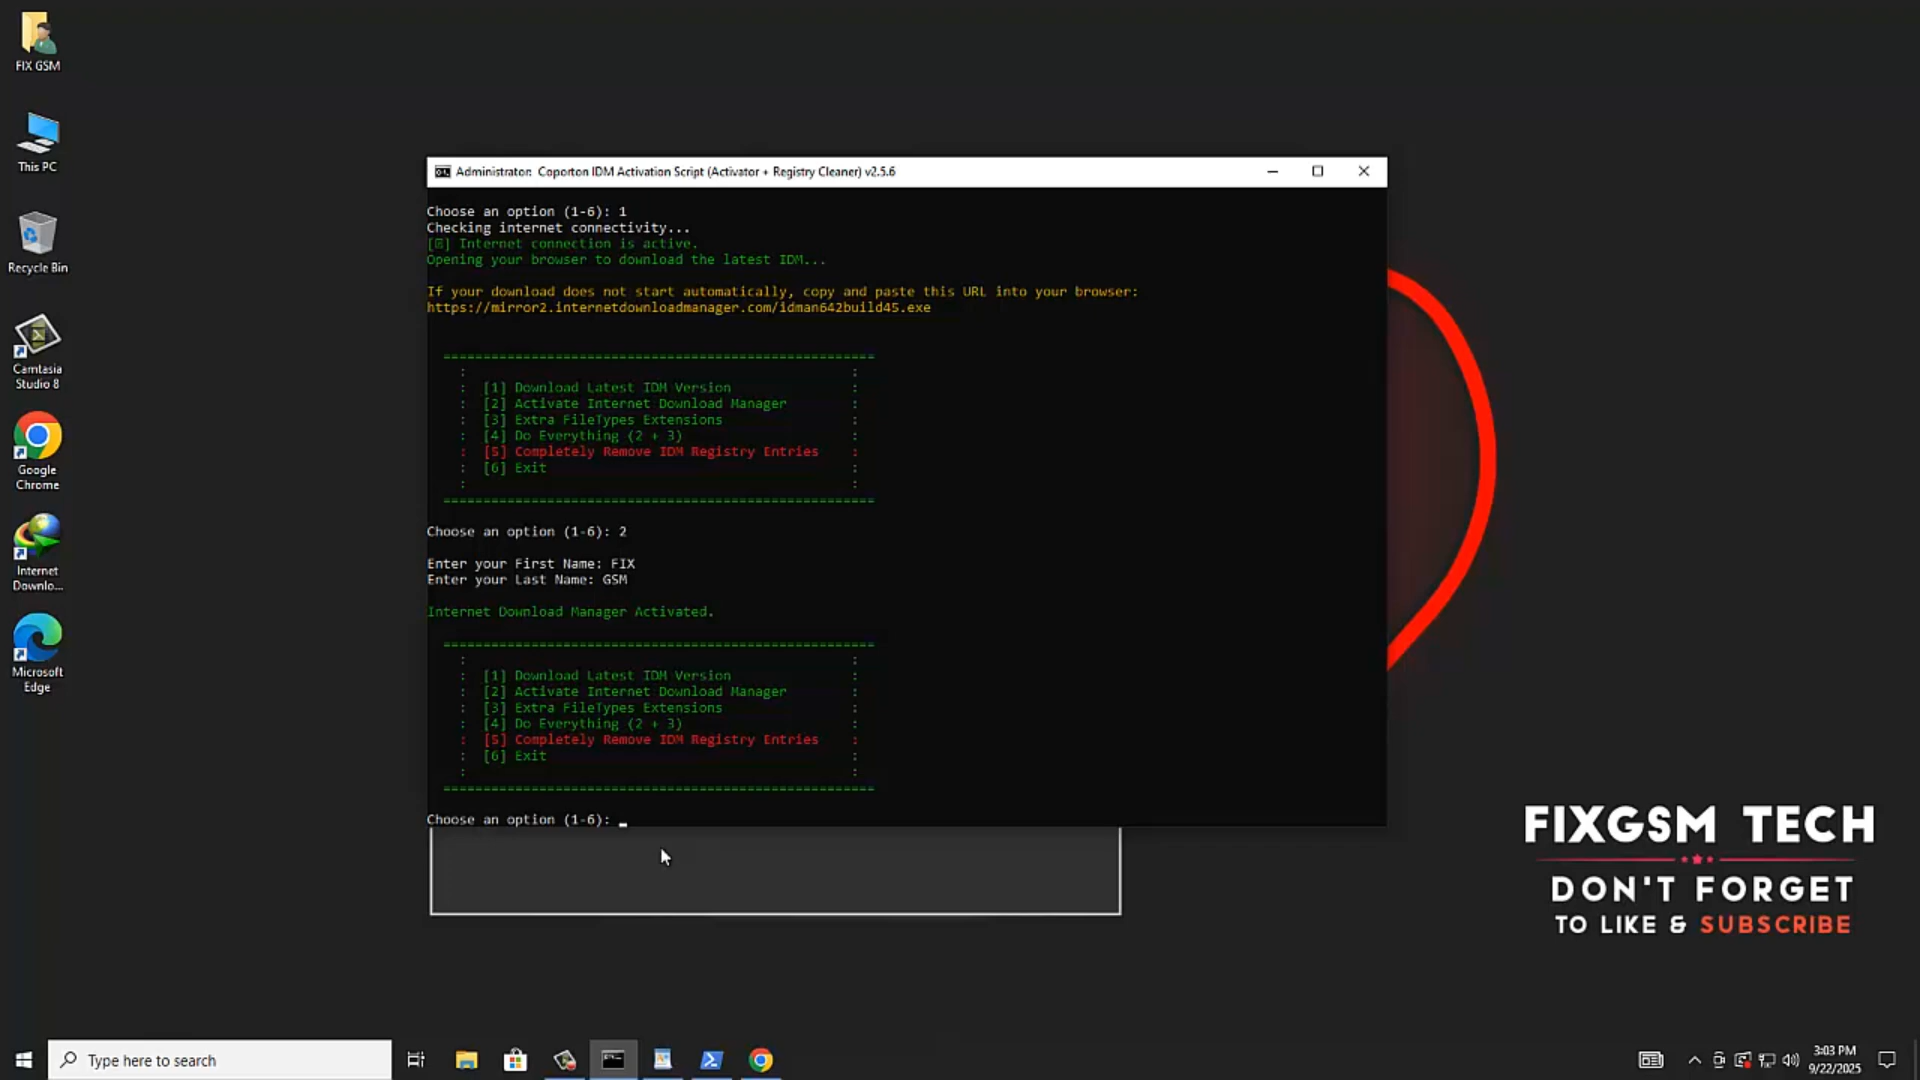 FIX GSM
This PC
Recycle Bin
Camtasia
Studio 8
Google
Chrome
Internet
Downlo...
Microsoft
Edge
Administrator: Coporton IDM Activation Script (Activator + Registry Cleaner) v2.5.6
Choose an option (1-6): 1
Checking internet connectivity...
Internet connection is active.
Opening your browser to download the latest IDM...
If your download does not start automatically, copy and paste this URL into your browser:
https://mirror2.internetdownloadmanager.com/idman642build45.exe
[1] Download Latest IDM Version
[2] Activate Internet Download Manager
[3] Extra FileTypes Extensions
[4] Do Everything (2 + 3)
[5] Completely Remove IDM Registry Entries
[6] Exit
Choose an option (1-6): 2
Enter your First Name: FIX
Enter your Last Name: GSM
Internet Download Manager Activated.
[1] Download Latest IDM Version
[2] Activate Internet Download Manager
[3] Extra FileTypes Extensions
[4] Do Everything (2 + 3)
[5] Completely Remove IDM Registry Entries
[6] Exit
Choose an option (1-6):
FIXGSM TECH
DON'T FORGET
TO LIKE & SUBSCRIBE
Type here to search
3:03 PM
9/22/2025